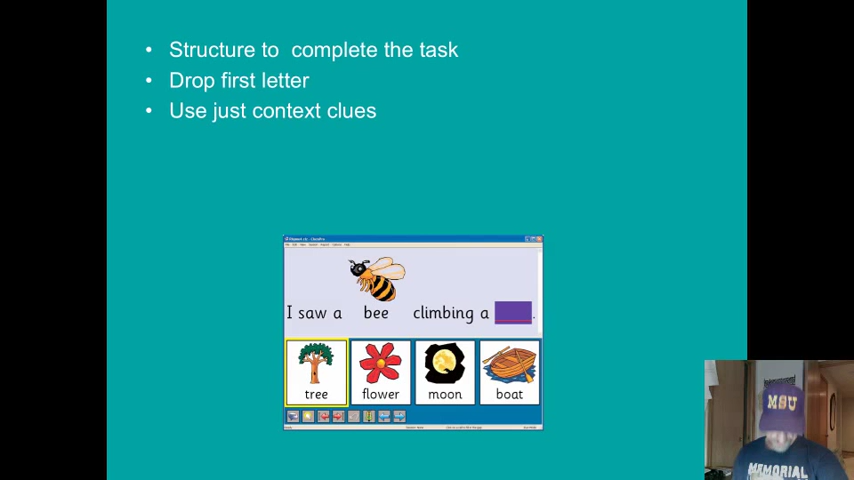 • Structure to  complete the task
• Drop first letter
• Use just context clues
I saw a bee climbing a .
tree flower moon boat
MSU
MEMORIAL